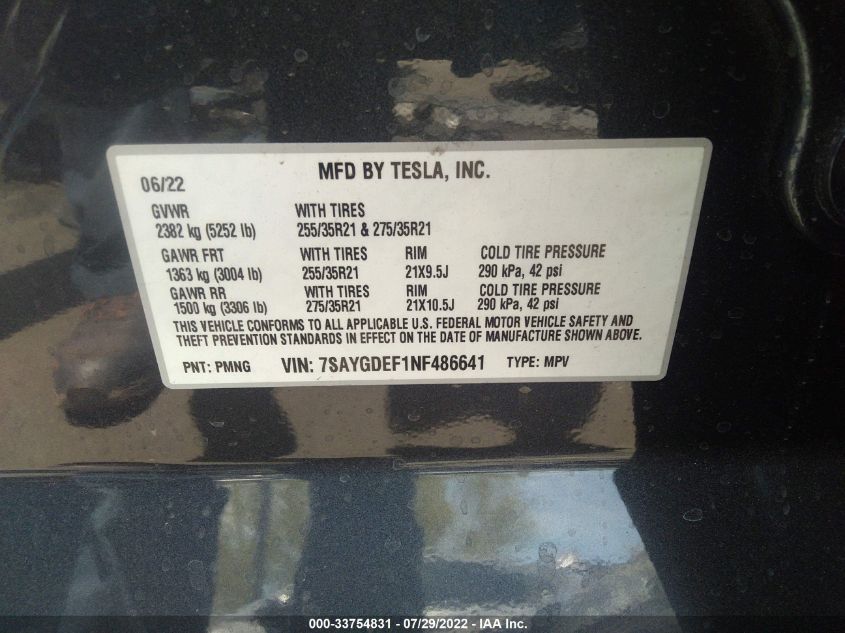 MFD BY TESLA, INC.
06/22
GVWR WITH TIRES
2382 kg (5252 lb) 255/35R21 & 275/35R21
GAWR FRT WITH TIRES RIM COLD TIRE PRESSURE
1363 kg (3004 lb) 255/35R21 21X9.5J 290 kPa, 42 psi
GAWR RR WITH TIRES RIM COLD TIRE PRESSURE
1500 kg (3306 lb) 275/35R21 21X10.5J 290 kPa, 42 psi
THIS VEHICLE CONFORMS TO ALL APPLICABLE U.S. FEDERAL MOTOR VEHICLE SAFETY AND
THEFT PREVENTION STANDARDS IN EFFECT ON THE DATE OF MANUFACTURE SHOWN ABOVE.
PNT: PMNG VIN: 7SAYGDEF1NF486641 TYPE: MPV
000-33754831 - 07/29/2022 - IAA Inc.